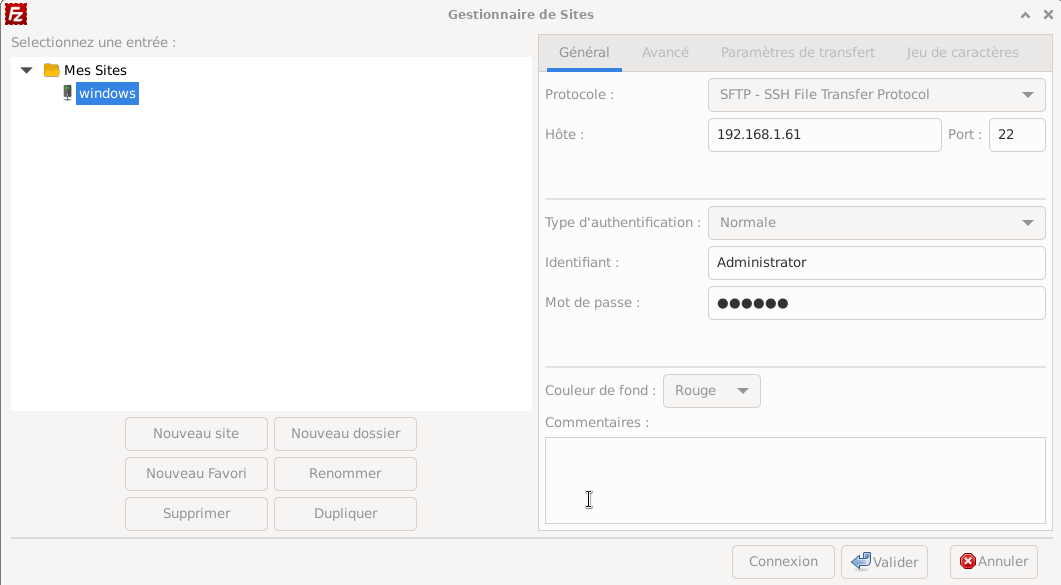 Gestionnaire de Sites
Selectionnez une entrée :
Mes Sites
windows
Nouveau site
Nouveau dossier
Nouveau Favori
Renommer
Supprimer
Dupliquer
Général
Avancé
Paramètres de transfert
Jeu de caractères
Protocole :
SFTP - SSH File Transfer Protocol
Hôte :
192.168.1.61
Port :
22
Type d'authentification :
Normale
Identifiant :
Administrator
Mot de passe :
●●●●●●
Couleur de fond :
Rouge
Commentaires :
Connexion
Valider
Annuler